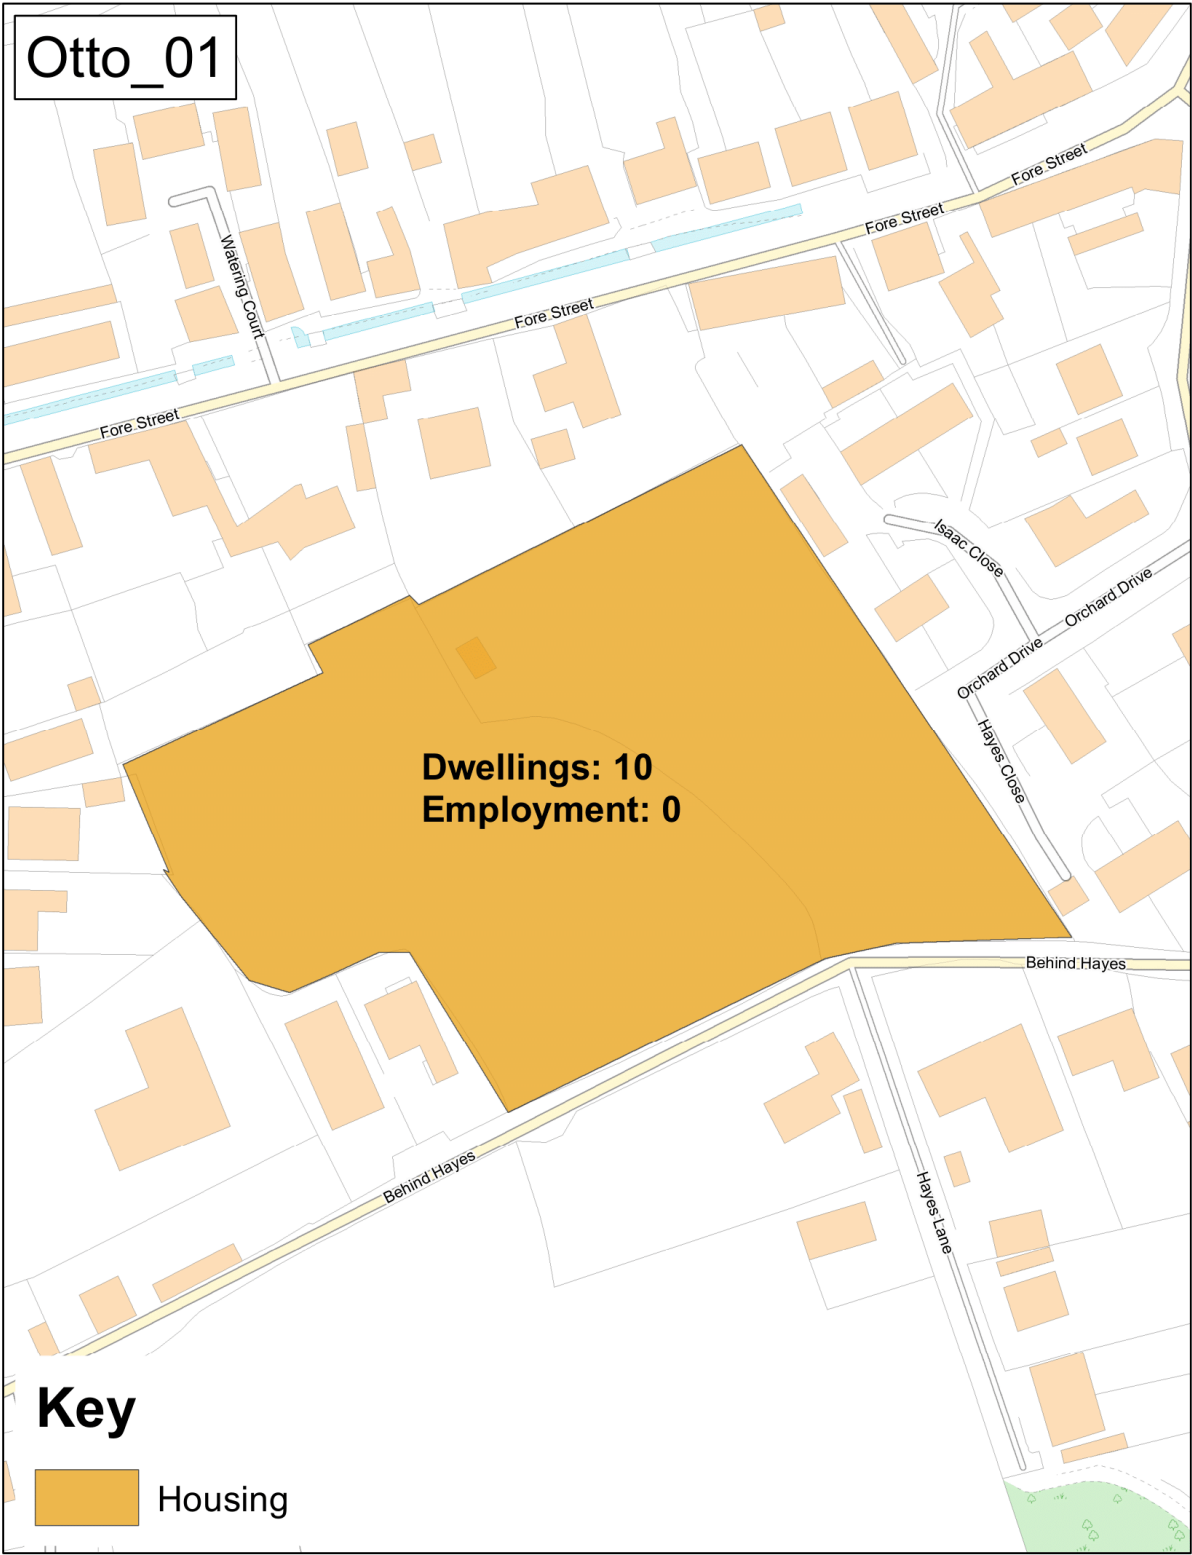 Otto_01
Fore Street
Fore Street
Watering Court
Fore Street
Fore Street
Isaac Close
Orchard Drive
Orchard Drive
Hayes Close
Dwellings: 10
Employment: 0
Behind Hayes
Behind Hayes
Hayes Lane
Key
Housing